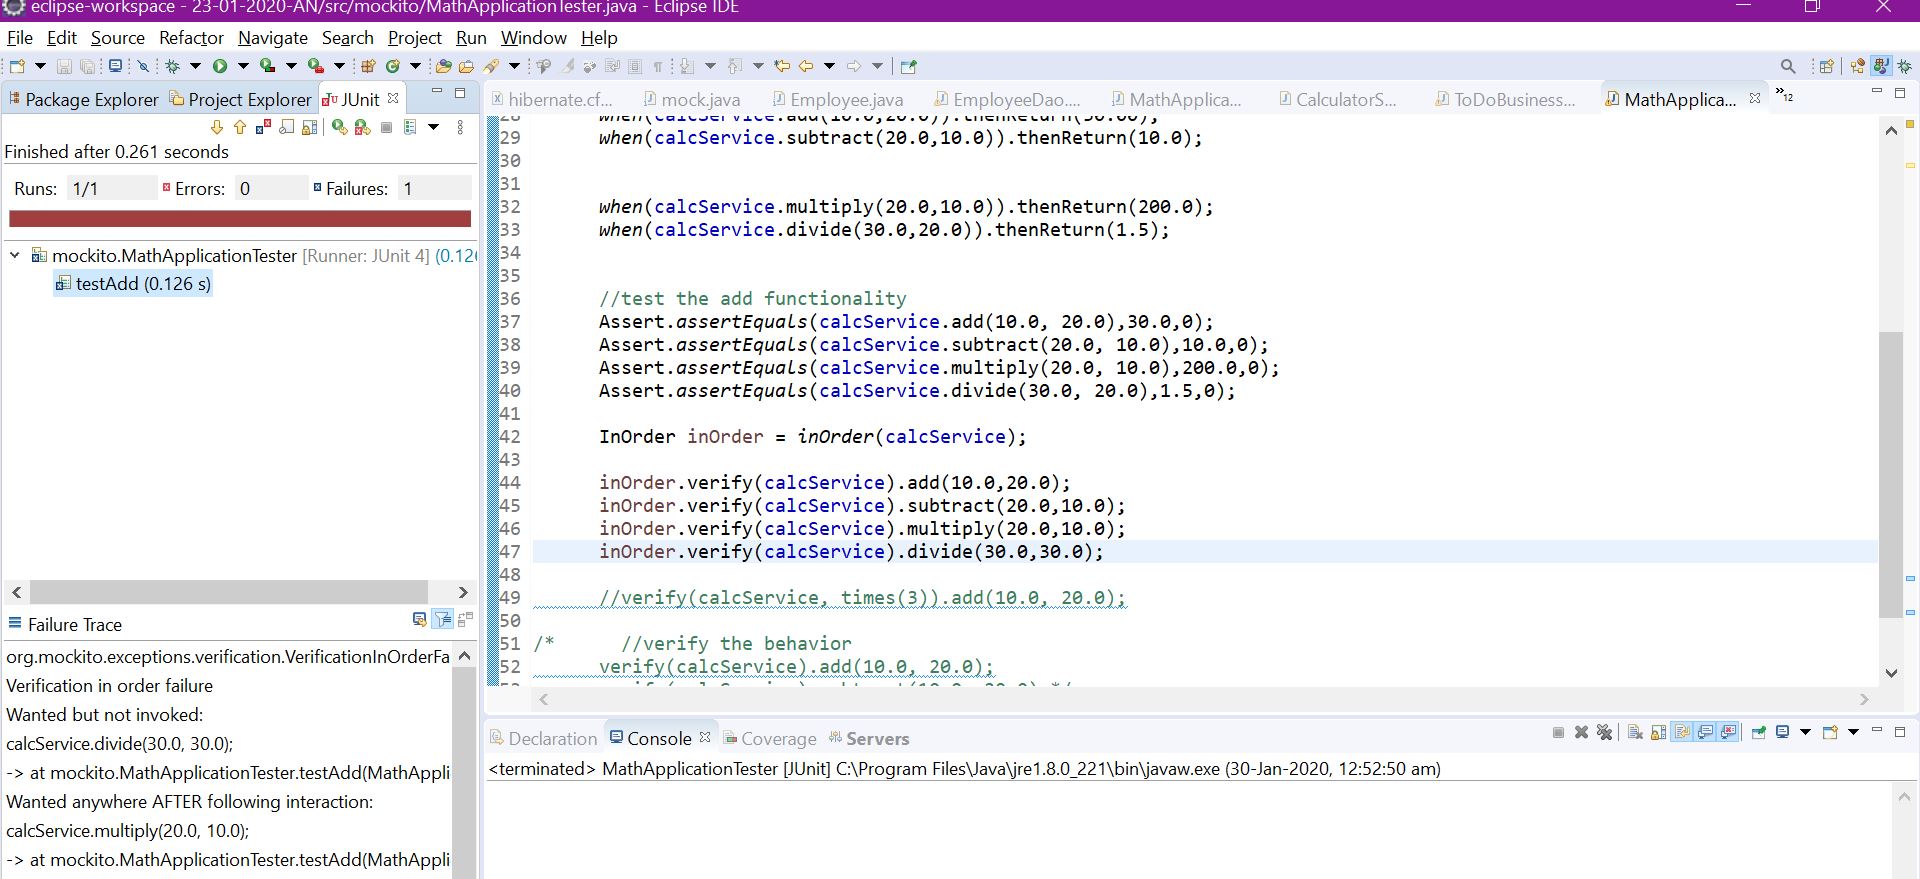 eclipse-workspace - 23-01-2020-AN/src/mockito/MathApplicationTester.java - Eclipse IDE
File Edit Source Refactor Navigate Search Project Run Window Help
Package Explorer Project Explorer JUnit
Finished after 0.261 seconds
Runs: 1/1 Errors: 0 Failures: 1
mockito.MathApplicationTester [Runner: JUnit 4] (0.126
testAdd (0.126 s)
Failure Trace
org.mockito.exceptions.verification.VerificationInOrderFa
Verification in order failure
Wanted but not invoked:
calcService.divide(30.0, 30.0);
-> at mockito.MathApplicationTester.testAdd(MathAppli
Wanted anywhere AFTER following interaction:
calcService.multiply(20.0, 10.0);
-> at mockito.MathApplicationTester.testAdd(MathAppli
hibernate.cf... mock.java Employee.java EmployeeDao.... MathApplica... CalculatorS... ToDoBusiness... MathApplica... »12
28 when(calcService.add(10.0,20.0)).thenReturn(30.00);
29 when(calcService.subtract(20.0,10.0)).thenReturn(10.0);
30
31
32 when(calcService.multiply(20.0,10.0)).thenReturn(200.0);
33 when(calcService.divide(30.0,20.0)).thenReturn(1.5);
34
35
36 //test the add functionality
37 Assert.assertEquals(calcService.add(10.0, 20.0),30.0,0);
38 Assert.assertEquals(calcService.subtract(20.0, 10.0),10.0,0);
39 Assert.assertEquals(calcService.multiply(20.0, 10.0),200.0,0);
40 Assert.assertEquals(calcService.divide(30.0, 20.0),1.5,0);
41
42 InOrder inOrder = inOrder(calcService);
43
44 inOrder.verify(calcService).add(10.0,20.0);
45 inOrder.verify(calcService).subtract(20.0,10.0);
46 inOrder.verify(calcService).multiply(20.0,10.0);
47 inOrder.verify(calcService).divide(30.0,30.0);
48
49 //verify(calcService, times(3)).add(10.0, 20.0);
50
51 /* //verify the behavior
52 verify(calcService).add(10.0, 20.0);
Declaration Console Coverage Servers
<terminated> MathApplicationTester [JUnit] C:\Program Files\Java\jre1.8.0_221\bin\javaw.exe (30-Jan-2020, 12:52:50 am)